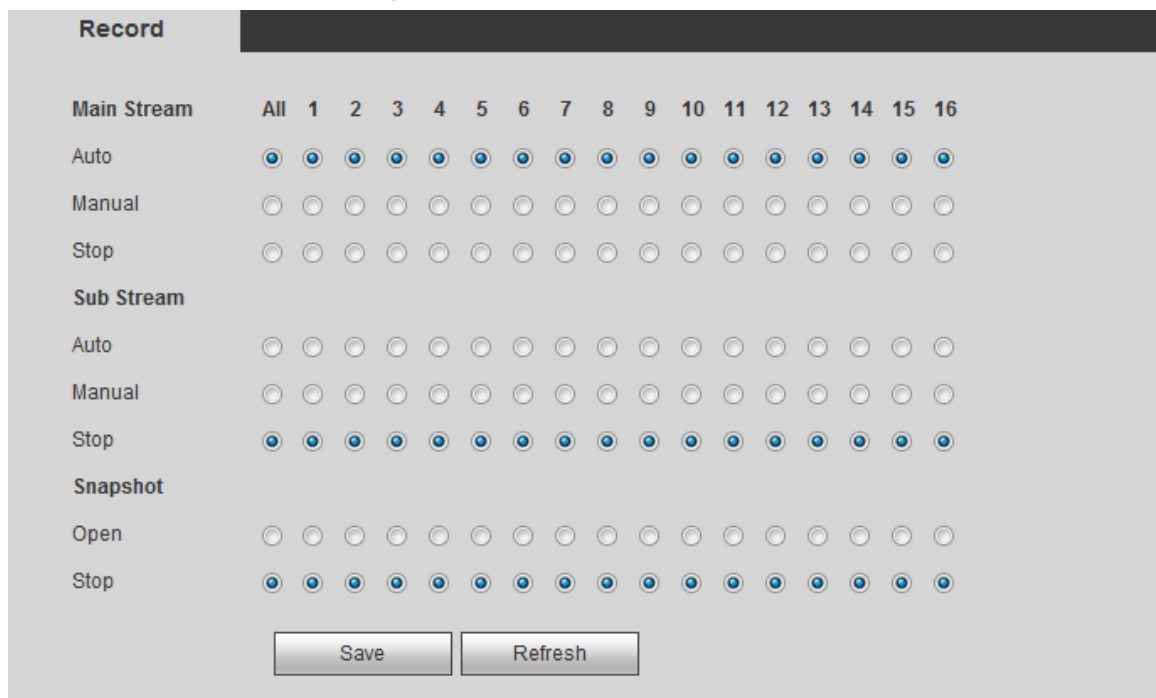 Record
Main Stream All 1 2 3 4 5 6 7 8 9 10 11 12 13 14 15 16
Auto
Manual
Stop
Sub Stream
Auto
Manual
Stop
Snapshot
Open
Stop
Save Refresh